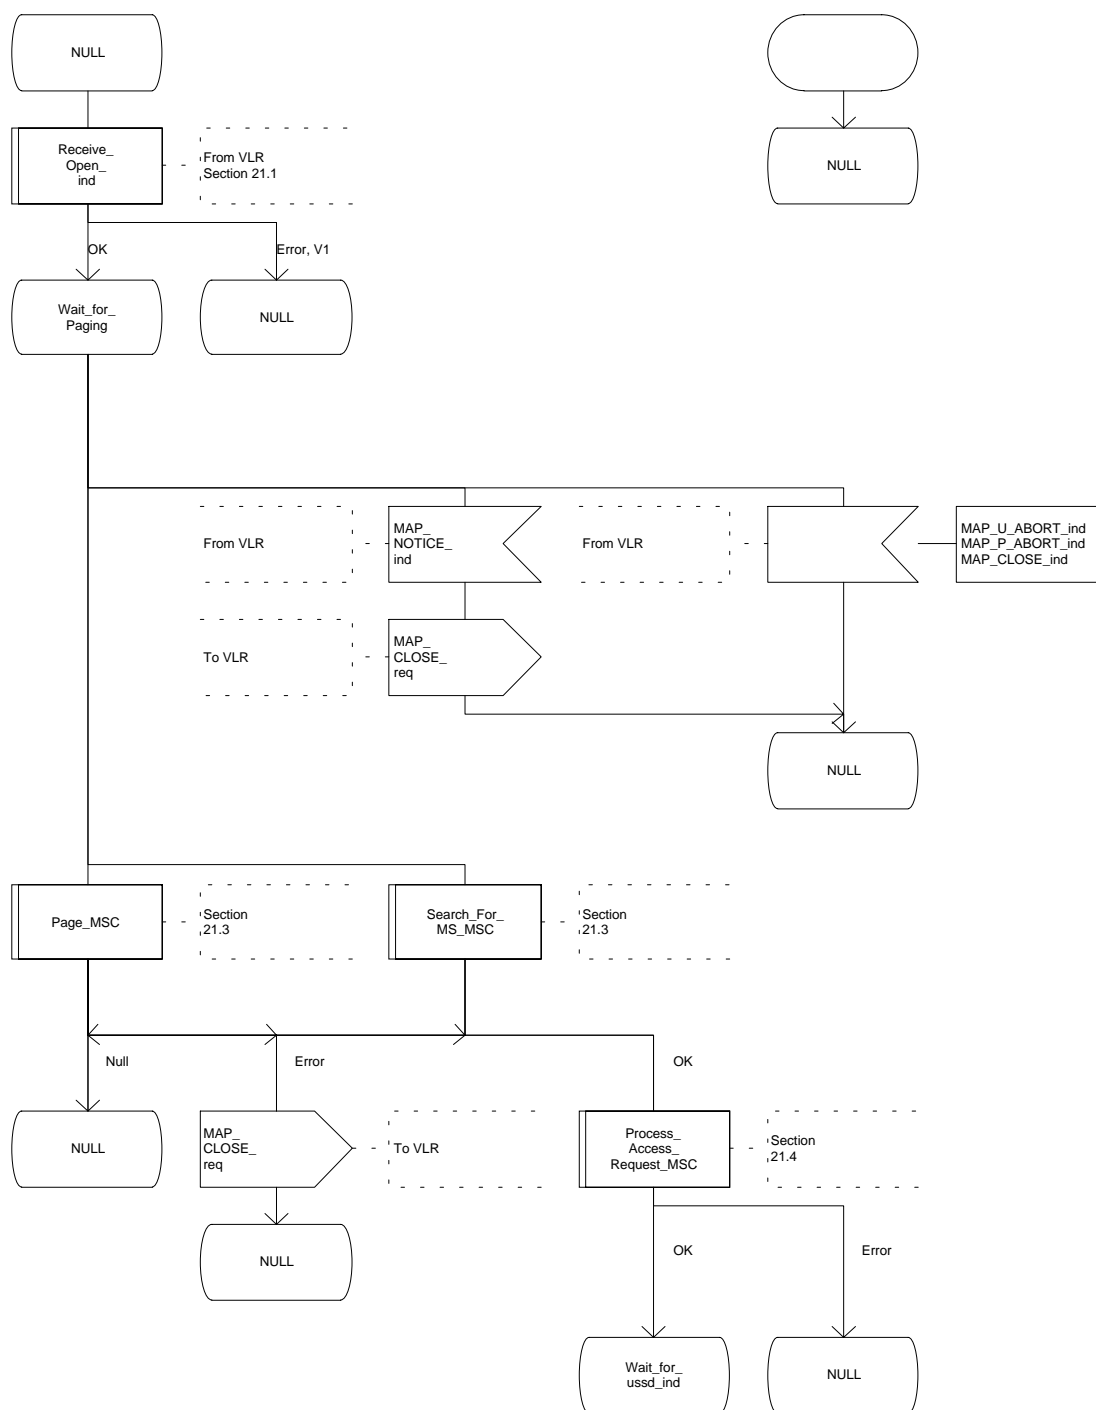 NULL
Receive_
Open_
ind
From VLR
Section 21.1
NULL
OK
Error, V1
Wait_for_
Paging
NULL
From VLR
MAP_
NOTICE_
ind
From VLR
MAP_U_ABORT_ind
MAP_P_ABORT_ind
MAP_CLOSE_ind
To VLR
MAP_
CLOSE_
req
NULL
Page_MSC
Section
21.3
Search_For_
MS_MSC
Section
21.3
Null
Error
OK
NULL
MAP_
CLOSE_
req
To VLR
Process_
Access_
Request_MSC
Section
21.4
NULL
OK
Error
Wait_for_
ussd_ind
NULL